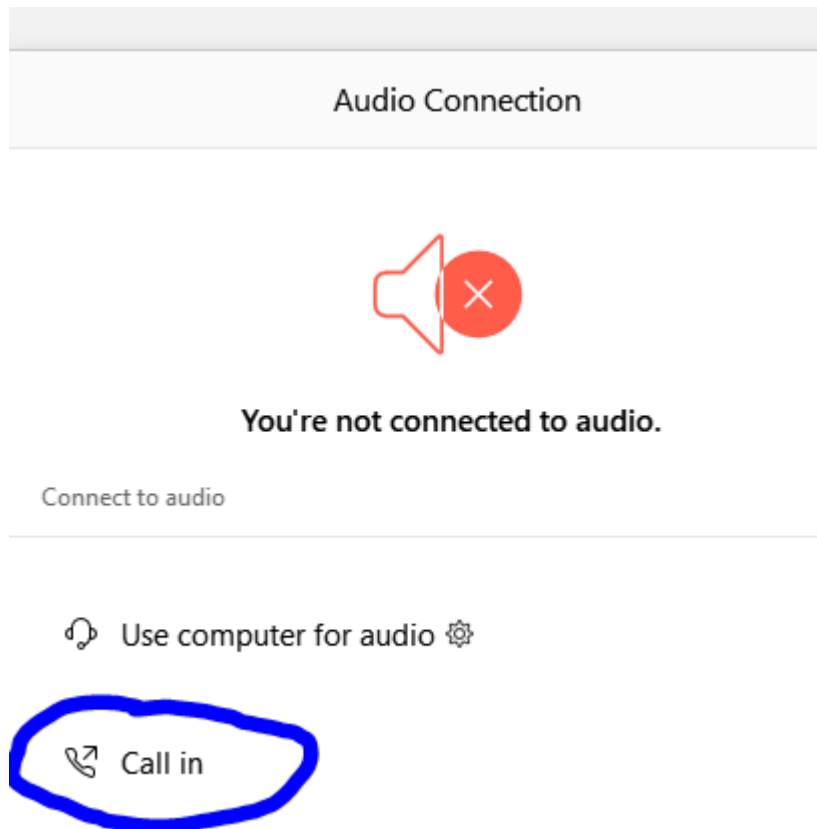 Audio Connection
You're not connected to audio.
Connect to audio
Use computer for audio
Call in